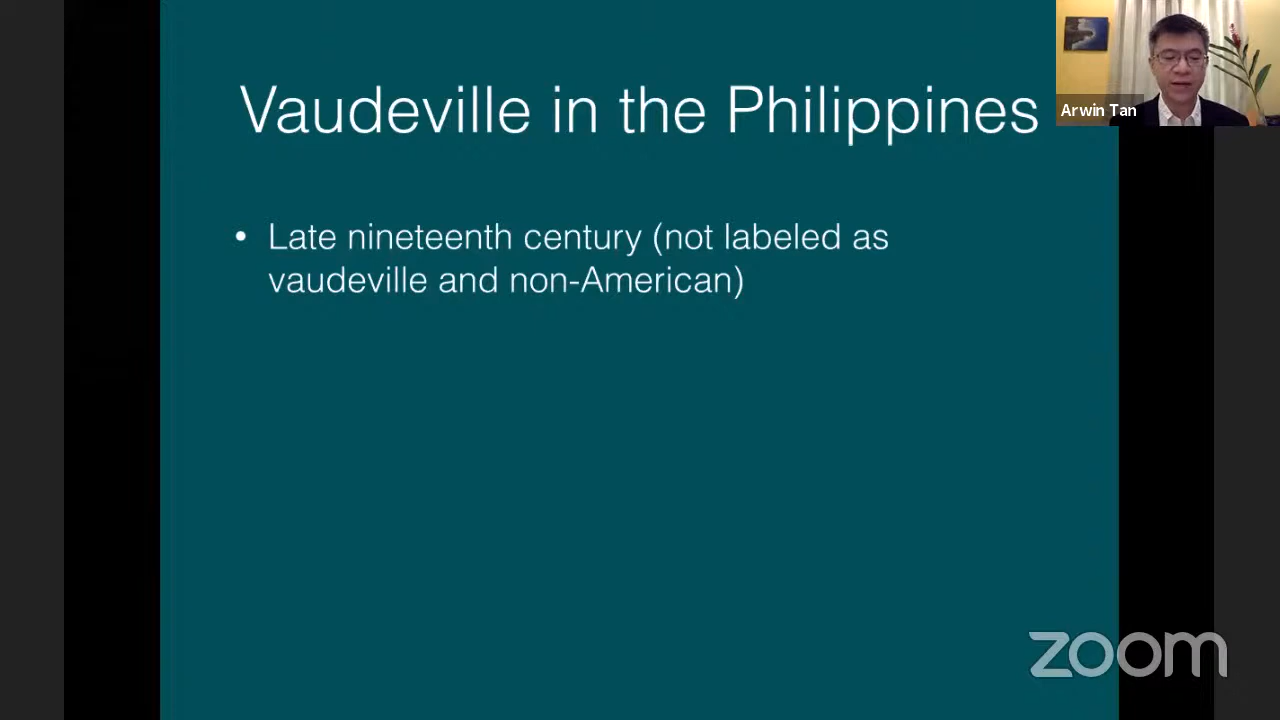 Vaudeville in the Philippines
Arwin Tan
• Late nineteenth century (not labeled as
vaudeville and non-American)
zoom